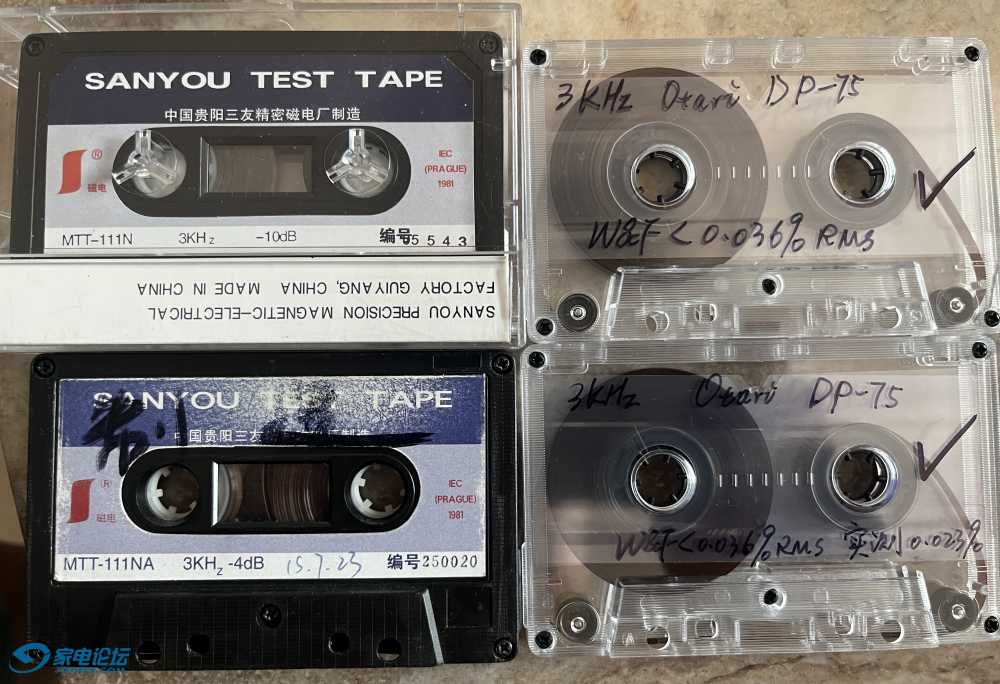 SANYOU TEST TAPE
中国贵阳三友精密磁电厂制造
®
磁电
IEC
(PRAGUE)
1981
MTT-111N 3KHz -10dB 编号05543
SANYOU PRECISION MAGNETIC-ELECTRICAL
FACTORY GUIYANG, CHINA MADE IN CHINA
3KHz Otari DP-75
W&F<0.036% RMS
SANYOU TEST TAPE
中国贵阳三友 制造
®
磁电
IEC
(PRAGUE)
1981
MTT-111NA 3KHz -4dB 15.7.23 编号250020
3KHz Otari DP-75
W&F<0.036% RMS 实测0.023%
家电论坛